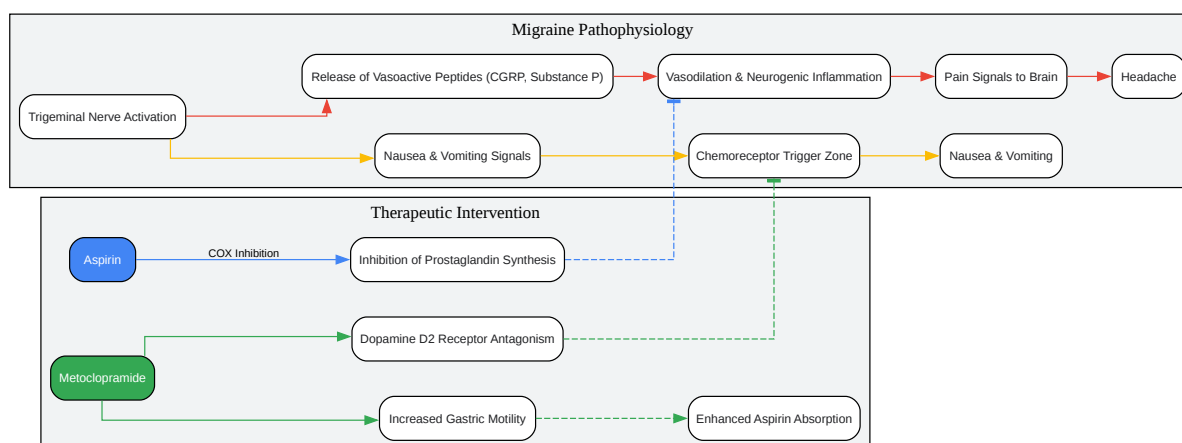 Migraine Pathophysiology
Release of Vasoactive Peptides (CGRP, Substance P)
Vasodilation & Neurogenic Inflammation
Pain Signals to Brain
Headache
Trigeminal Nerve Activation
Nausea & Vomiting Signals
Chemoreceptor Trigger Zone
Nausea & Vomiting
Therapeutic Intervention
Aspirin
COX Inhibition
Inhibition of Prostaglandin Synthesis
Dopamine D2 Receptor Antagonism
Metoclopramide
Increased Gastric Motility
Enhanced Aspirin Absorption